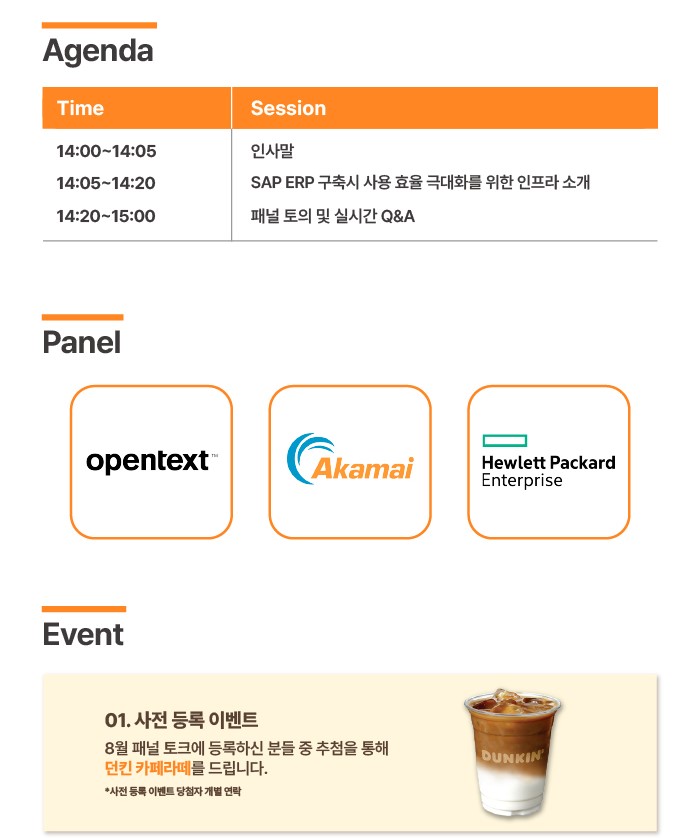 Agenda
Time Session
14:00~14:05 인사말
14:05~14:20 SAP ERP 구축시 사용 효율 극대화를 위한 인프라 소개
14:20~15:00 패널 토의 및 실시간 Q&A
Panel
opentext™
Akamai
Hewlett Packard
Enterprise
Event
01. 사전 등록 이벤트
8월 패널 토크에 등록하신 분들 중 추첨을 통해
던킨 카페라떼를 드립니다.
*사전 등록 이벤트 당첨자 개별 연락
DUNKIN'